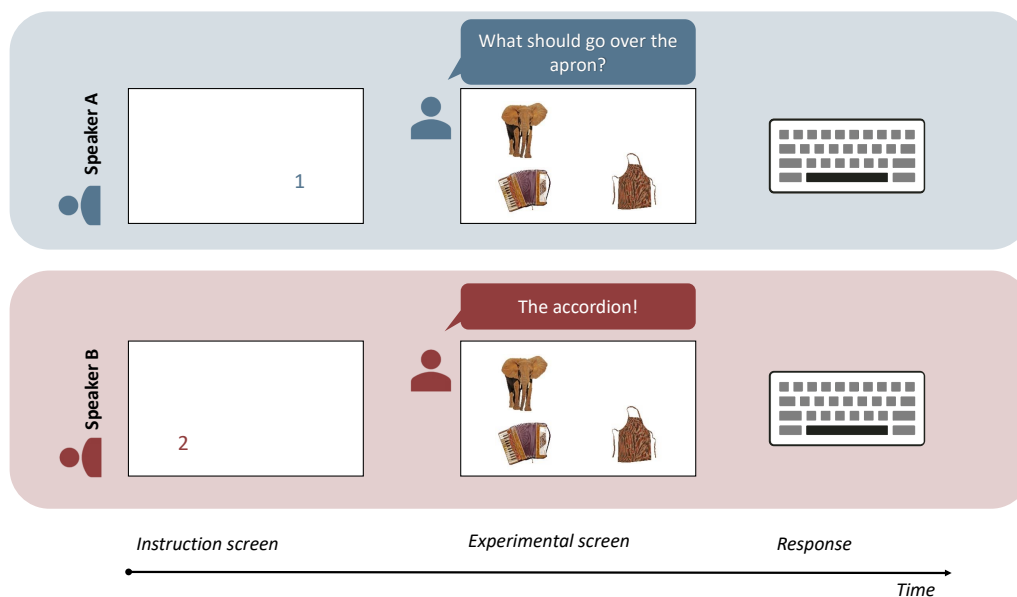 What should go over the
apron?
Speaker A
1
The accordion!
Speaker B
2
Instruction screen
Experimental screen
Response
Time